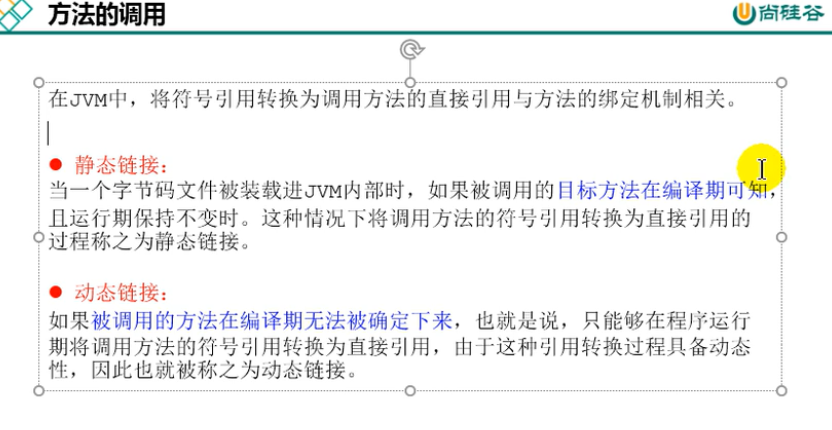 方法的调用
尚硅谷
在JVM中，将符号引用转换为调用方法的直接引用与方法的绑定机制相关。
● 静态链接：
当一个字节码文件被装载进JVM内部时，如果被调用的目标方法在编译期可知，
且运行期保持不变时。这种情况下将调用方法的符号引用转换为直接引用的
过程称之为静态链接。
● 动态链接：
如果被调用的方法在编译期无法被确定下来，也就是说，只能够在程序运行
期将调用方法的符号引用转换为直接引用，由于这种引用转换过程具备动态
性，因此也就被称之为动态链接。